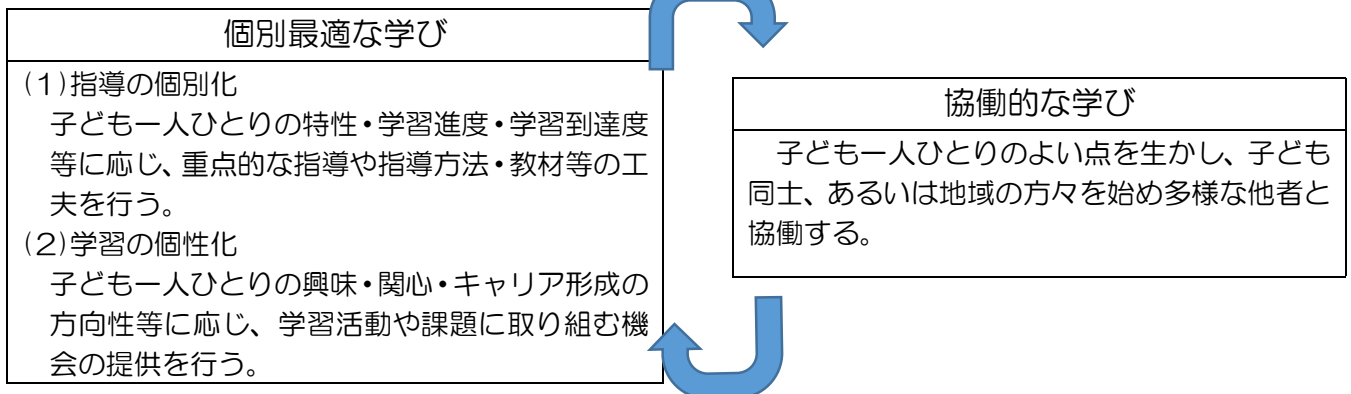 個別最適な学び
(1)指導の個別化
子ども一人ひとりの特性・学習進度・学習到達度
等に応じ、重点的な指導や指導方法・教材等の工
夫を行う。
(2)学習の個性化
子ども一人ひとりの興味・関心・キャリア形成の
方向性等に応じ、学習活動や課題に取り組む機
会の提供を行う。
協働的な学び
子ども一人ひとりのよい点を生かし、子ども
同士、あるいは地域の方々を始め多様な他者と
協働する。